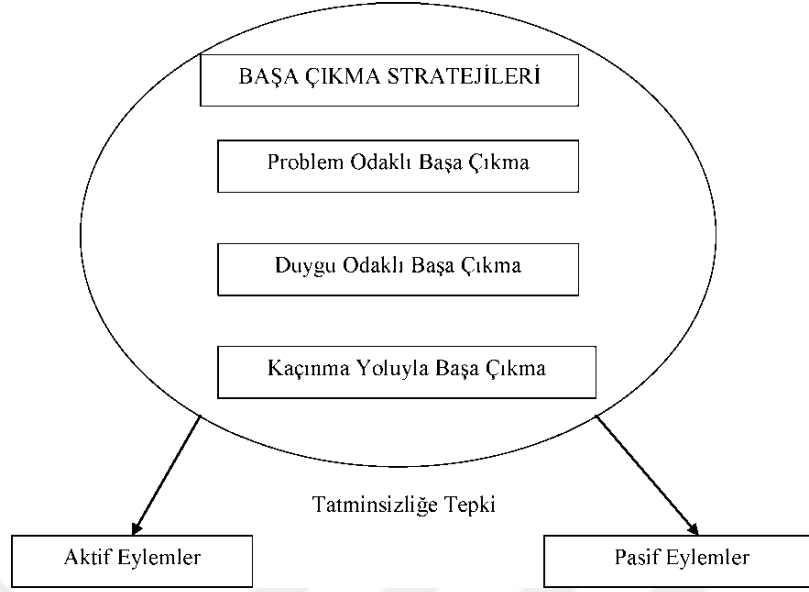 BAŞA ÇIKMA STRATEJİLERİ
Problem Odaklı Başa Çıkma
Duygu Odaklı Başa Çıkma
Kaçınma Yoluyla Başa Çıkma
Tatminsizliğe Tepki
Aktif Eylemler
Pasif Eylemler